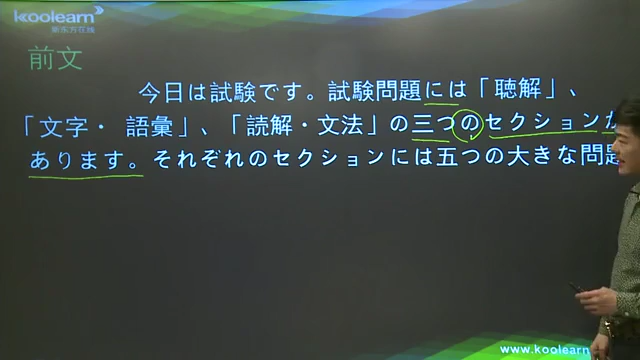 koolearn
新东方在线
前文
今日は試験です。試験問題には「聴解」、
「文字・ 語彙」、「読解・文法」の三つのセクションが
あります。それぞれのセクションには五つの大きな問題
www.koolearn